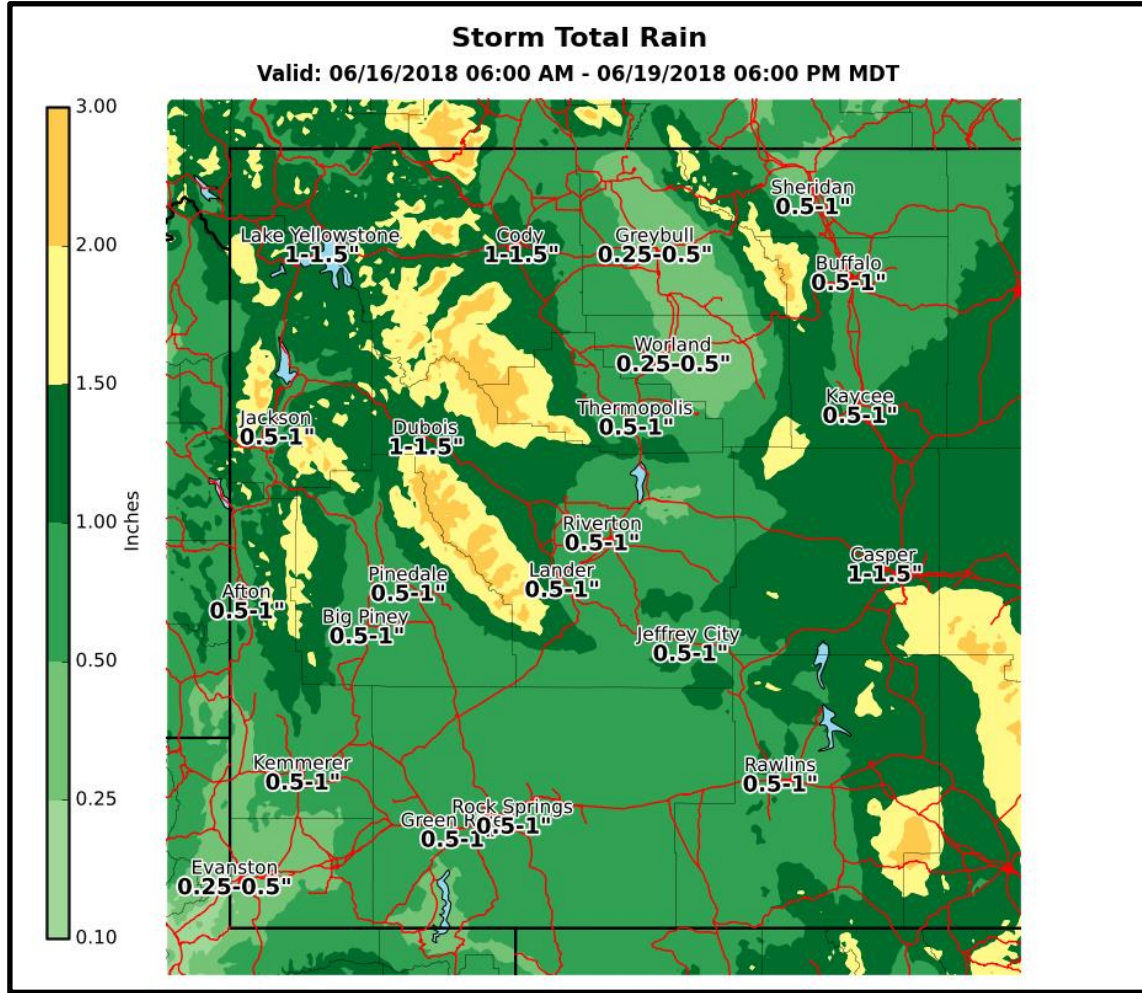 Storm Total Rain
Valid: 06/16/2018 06:00 AM - 06/19/2018 06:00 PM MDT
3.00
2.00
1.50
1.00
0.50
0.25
0.10
Inches
Sheridan
0.5-1"
Lake Yellowstone
1-1.5"
Cody
1-1.5"
Greybull
0.25-0.5"
Buffalo
0.5-1"
Worland
0.25-0.5"
Jackson
0.5-1"
Dubois
1-1.5"
Thermopolis
0.5-1"
Kaycee
0.5-1"
Riverton
0.5-1"
Casper
1-1.5"
Afton
0.5-1"
Pinedale
0.5-1"
Lander
0.5-1"
Big Piney
0.5-1"
Jeffrey City
0.5-1"
Kemmerer
0.5-1"
Rawlins
0.5-1"
Rock Springs
0.5-1"
Green
0.5-1"
Evanston
0.25-0.5"